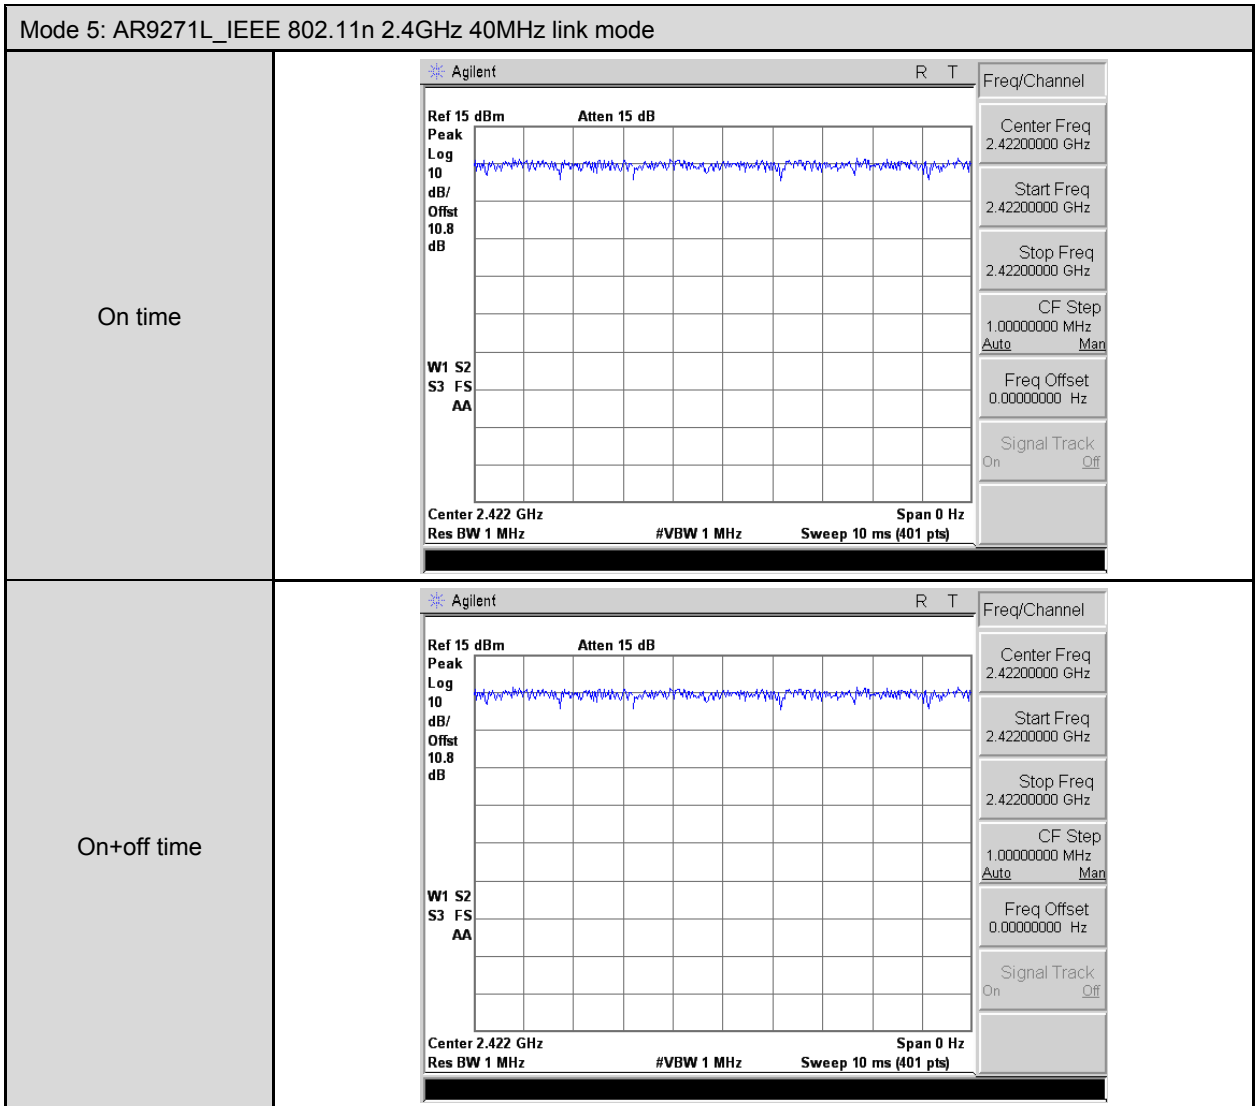 Mode 5: AR9271L_IEEE 802.11n 2.4GHz 40MHz link mode
On time
Agilent R T
Ref 15 dBm Atten 15 dB
Peak
Log
10
dB/
Offst
10.8
dB
W1 S2
S3 FS
AA
Center 2.422 GHz Span 0 Hz
Res BW 1 MHz #VBW 1 MHz Sweep 10 ms (401 pts)
Freq/Channel
Center Freq
2.42200000 GHz
Start Freq
2.42200000 GHz
Stop Freq
2.42200000 GHz
CF Step
1.00000000 MHz
Auto Man
Freq Offset
0.00000000 Hz
Signal Track
On Off
On+off time
Agilent R T
Ref 15 dBm Atten 15 dB
Peak
Log
10
dB/
Offst
10.8
dB
W1 S2
S3 FS
AA
Center 2.422 GHz Span 0 Hz
Res BW 1 MHz #VBW 1 MHz Sweep 10 ms (401 pts)
Freq/Channel
Center Freq
2.42200000 GHz
Start Freq
2.42200000 GHz
Stop Freq
2.42200000 GHz
CF Step
1.00000000 MHz
Auto Man
Freq Offset
0.00000000 Hz
Signal Track
On Off